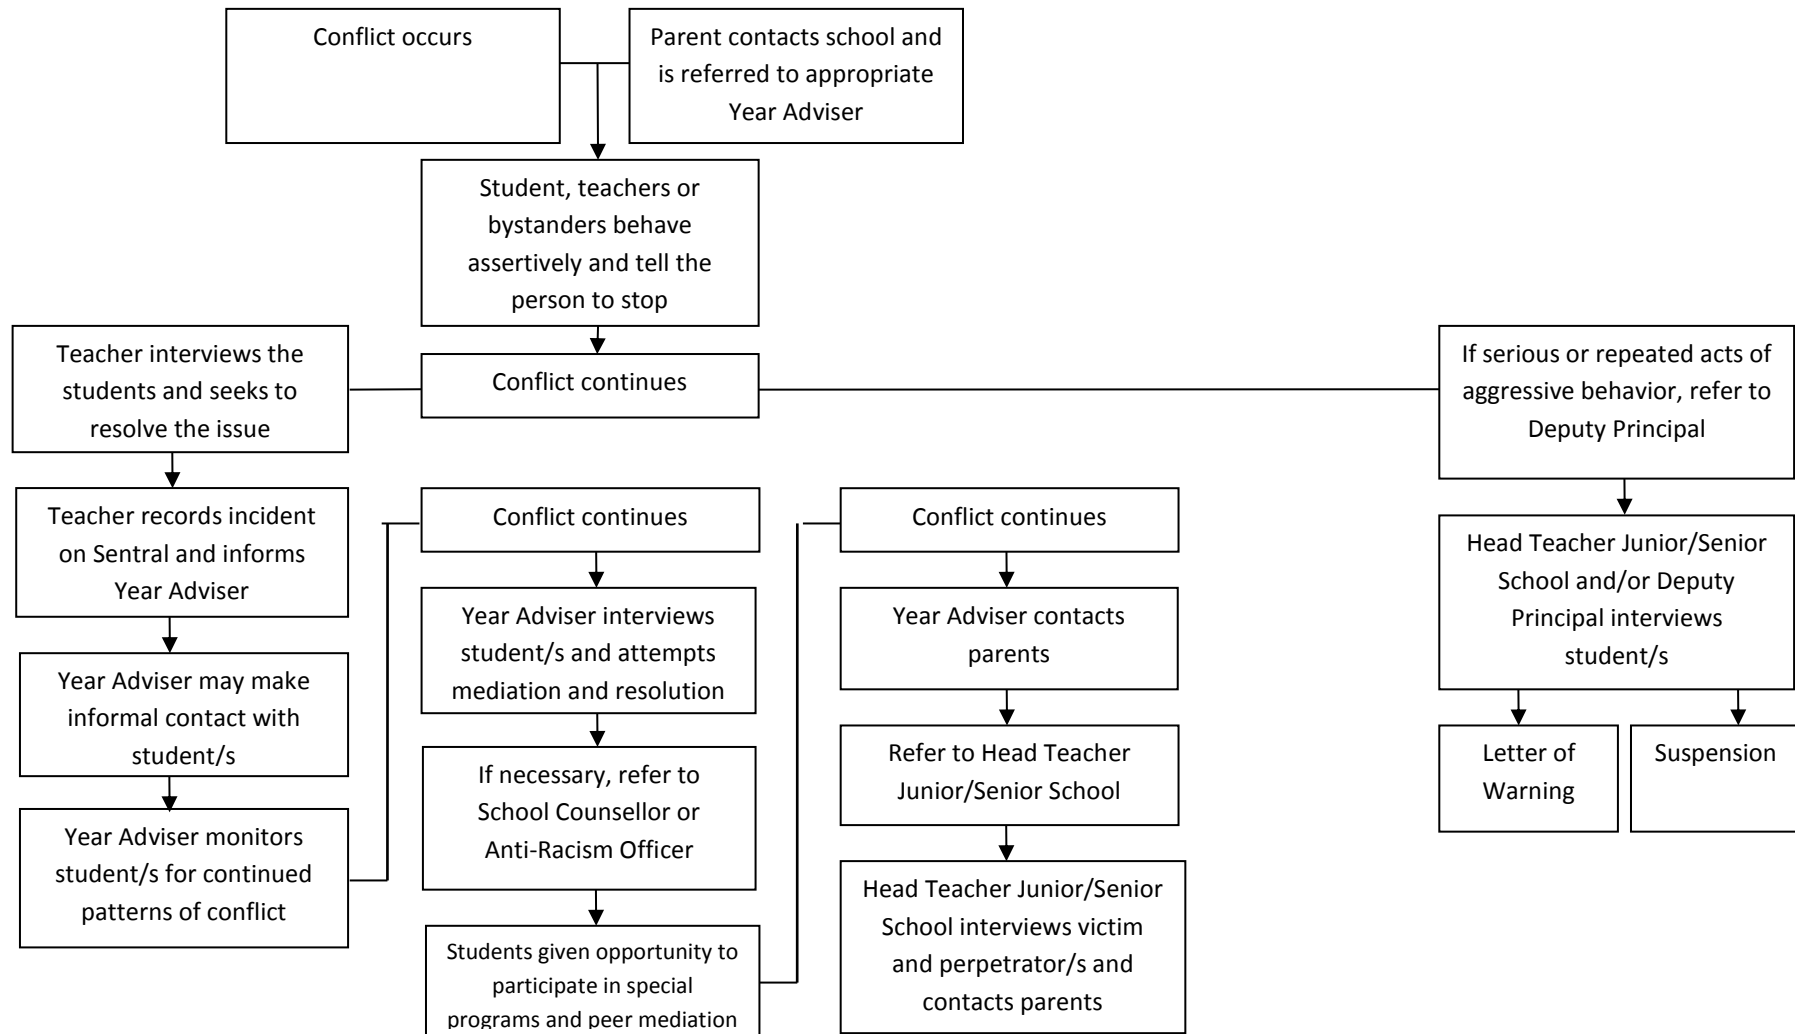 Conflict occurs
Parent contacts school and
is referred to appropriate
Year Adviser
Student, teachers or
bystanders behave
assertively and tell the
person to stop
Teacher interviews the
students and seeks to
resolve the issue
Conflict continues
If serious or repeated acts of
aggressive behavior, refer to
Deputy Principal
Teacher records incident
on Sentral and informs
Year Adviser
Year Adviser may make
informal contact with
student/s
Year Adviser monitors
student/s for continued
patterns of conflict
Conflict continues
Year Adviser interviews
student/s and attempts
mediation and resolution
If necessary, refer to
School Counsellor or
Anti-Racism Officer
Students given opportunity to
participate in special
programs and peer mediation
Conflict continues
Year Adviser contacts
parents
Refer to Head Teacher
Junior/Senior School
Head Teacher Junior/Senior
School interviews victim
and perpetrator/s and
contacts parents
Head Teacher Junior/Senior
School and/or Deputy
Principal interviews
student/s
Letter of
Warning
Suspension